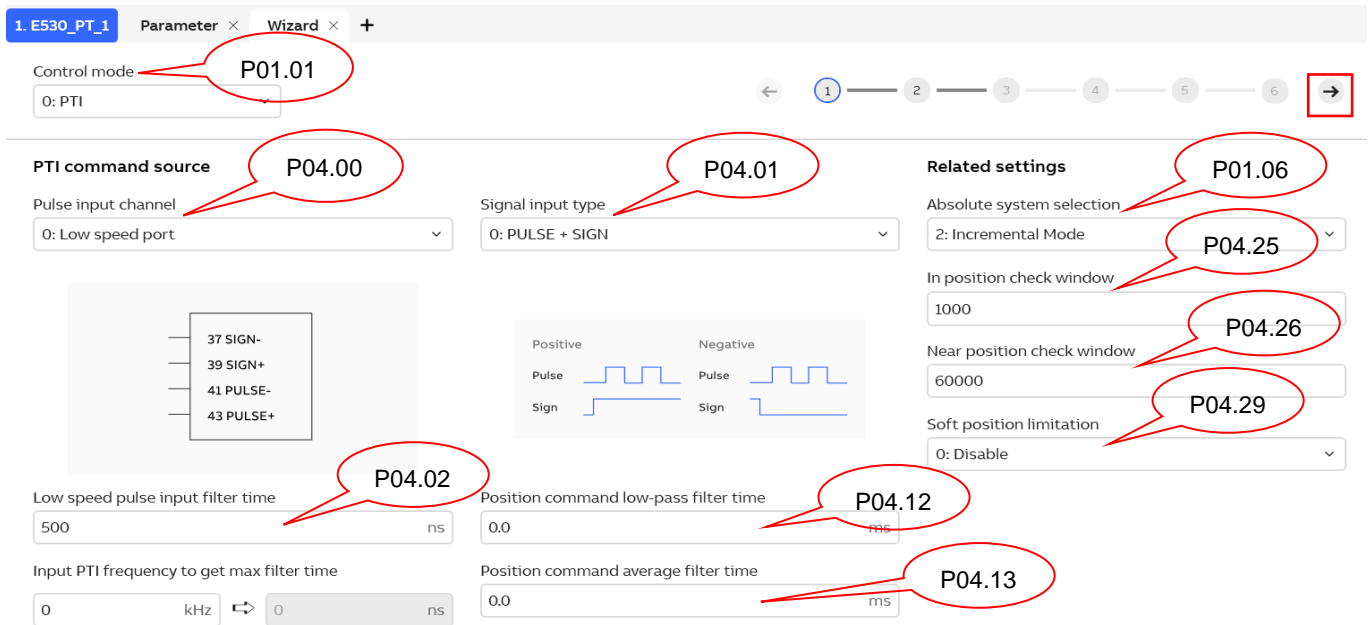 1. E530_PT_1 Parameter × Wizard × +
Control mode
P01.01
0: PTI
1 2 3 4 5 6
PTI command source
P04.00
Pulse input channel
0: Low speed port
37 SIGN-
39 SIGN+
41 PULSE-
43 PULSE+
P04.02
Low speed pulse input filter time
500 ns
Input PTI frequency to get max filter time
0 kHz 0 ns
P04.01
Signal input type
0: PULSE + SIGN
Positive Negative
Pulse Pulse
Sign Sign
Position command low-pass filter time
P04.12
0.0 ms
Position command average filter time
P04.13
0.0 ms
Related settings
P01.06
Absolute system selection
2: Incremental Mode
P04.25
In position check window
1000
P04.26
Near position check window
60000
P04.29
Soft position limitation
0: Disable